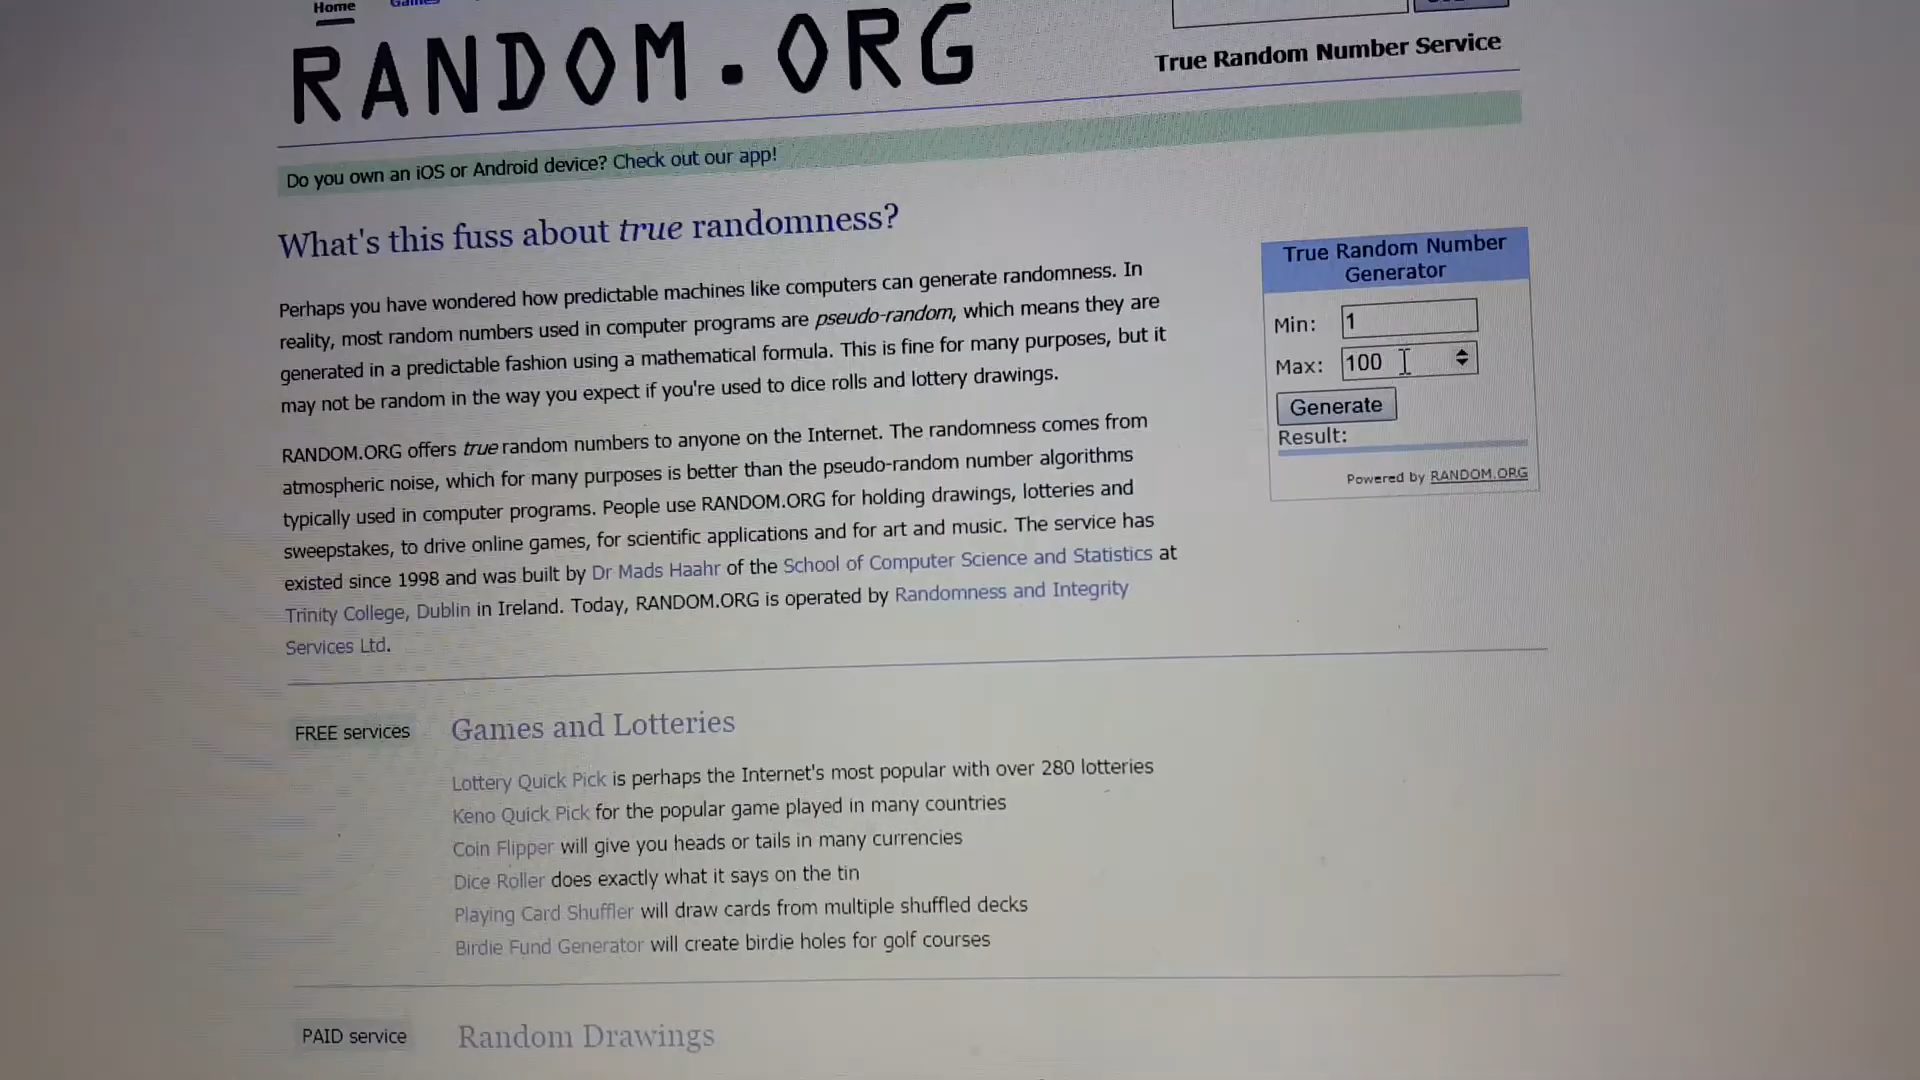 Home
RANDOM.ORG
True Random Number Service
Do you own an iOS or Android device? Check out our app!
What's this fuss about true randomness?
Perhaps you have wondered how predictable machines like computers can generate randomness. In
reality, most random numbers used in computer programs are pseudo-random, which means they are
generated in a predictable fashion using a mathematical formula. This is fine for many purposes, but it
may not be random in the way you expect if you're used to dice rolls and lottery drawings.
RANDOM.ORG offers true random numbers to anyone on the Internet. The randomness comes from
atmospheric noise, which for many purposes is better than the pseudo-random number algorithms
typically used in computer programs. People use RANDOM.ORG for holding drawings, lotteries and
sweepstakes, to drive online games, for scientific applications and for art and music. The service has
existed since 1998 and was built by Dr Mads Haahr of the School of Computer Science and Statistics at
Trinity College, Dublin in Ireland. Today, RANDOM.ORG is operated by Randomness and Integrity
Services Ltd.
True Random Number
Generator
Min: 1
Max: 100
Generate
Result:
Powered by RANDOM.ORG
FREE services
Games and Lotteries
Lottery Quick Pick is perhaps the Internet's most popular with over 280 lotteries
Keno Quick Pick for the popular game played in many countries
Coin Flipper will give you heads or tails in many currencies
Dice Roller does exactly what it says on the tin
Playing Card Shuffler will draw cards from multiple shuffled decks
Birdie Fund Generator will create birdie holes for golf courses
PAID service
Random Drawings